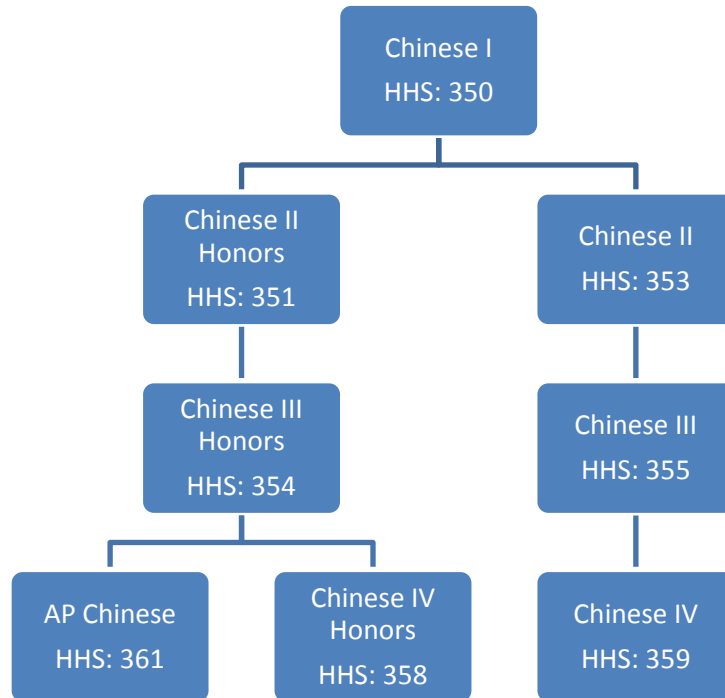 Chinese I
HHS: 350
Chinese II
Honors
HHS: 351
Chinese II
HHS: 353
Chinese III
Honors
HHS: 354
Chinese III
HHS: 355
AP Chinese
HHS: 361
Chinese IV
Honors
HHS: 358
Chinese IV
HHS: 359